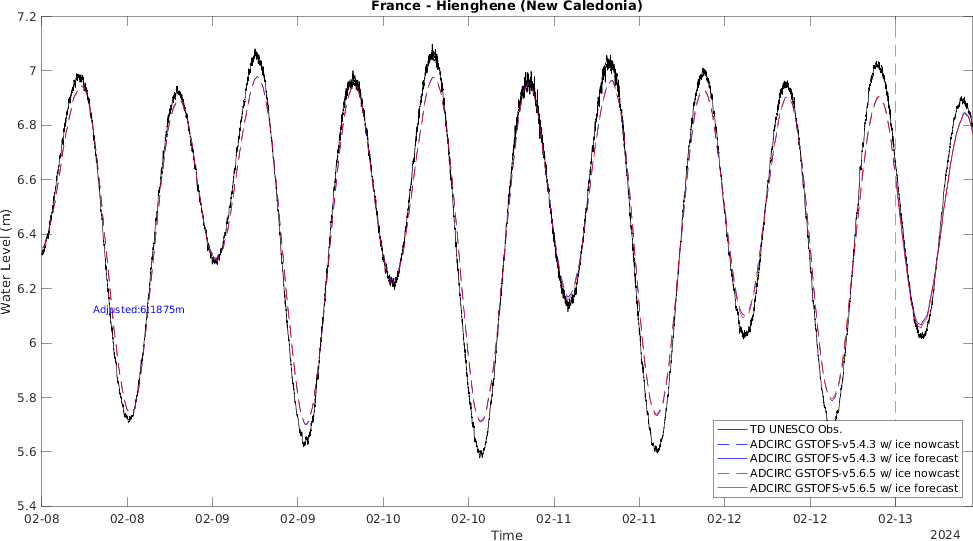 France - Hienghene (New Caledonia)
7.2
7
6.8
6.6
6.4
6.2
6
5.8
5.6
5.4
Water Level (m)
Adjusted:6.1875m
TD UNESCO Obs.
ADCIRC GSTOFS-v5.4.3 w/ ice nowcast
ADCIRC GSTOFS-v5.4.3 w/ ice forecast
ADCIRC GSTOFS-v5.6.5 w/ ice nowcast
ADCIRC GSTOFS-v5.6.5 w/ ice forecast
02-08 02-08 02-09 02-09 02-10 02-10 02-11 02-11 02-12 02-12 02-13
Time
2024